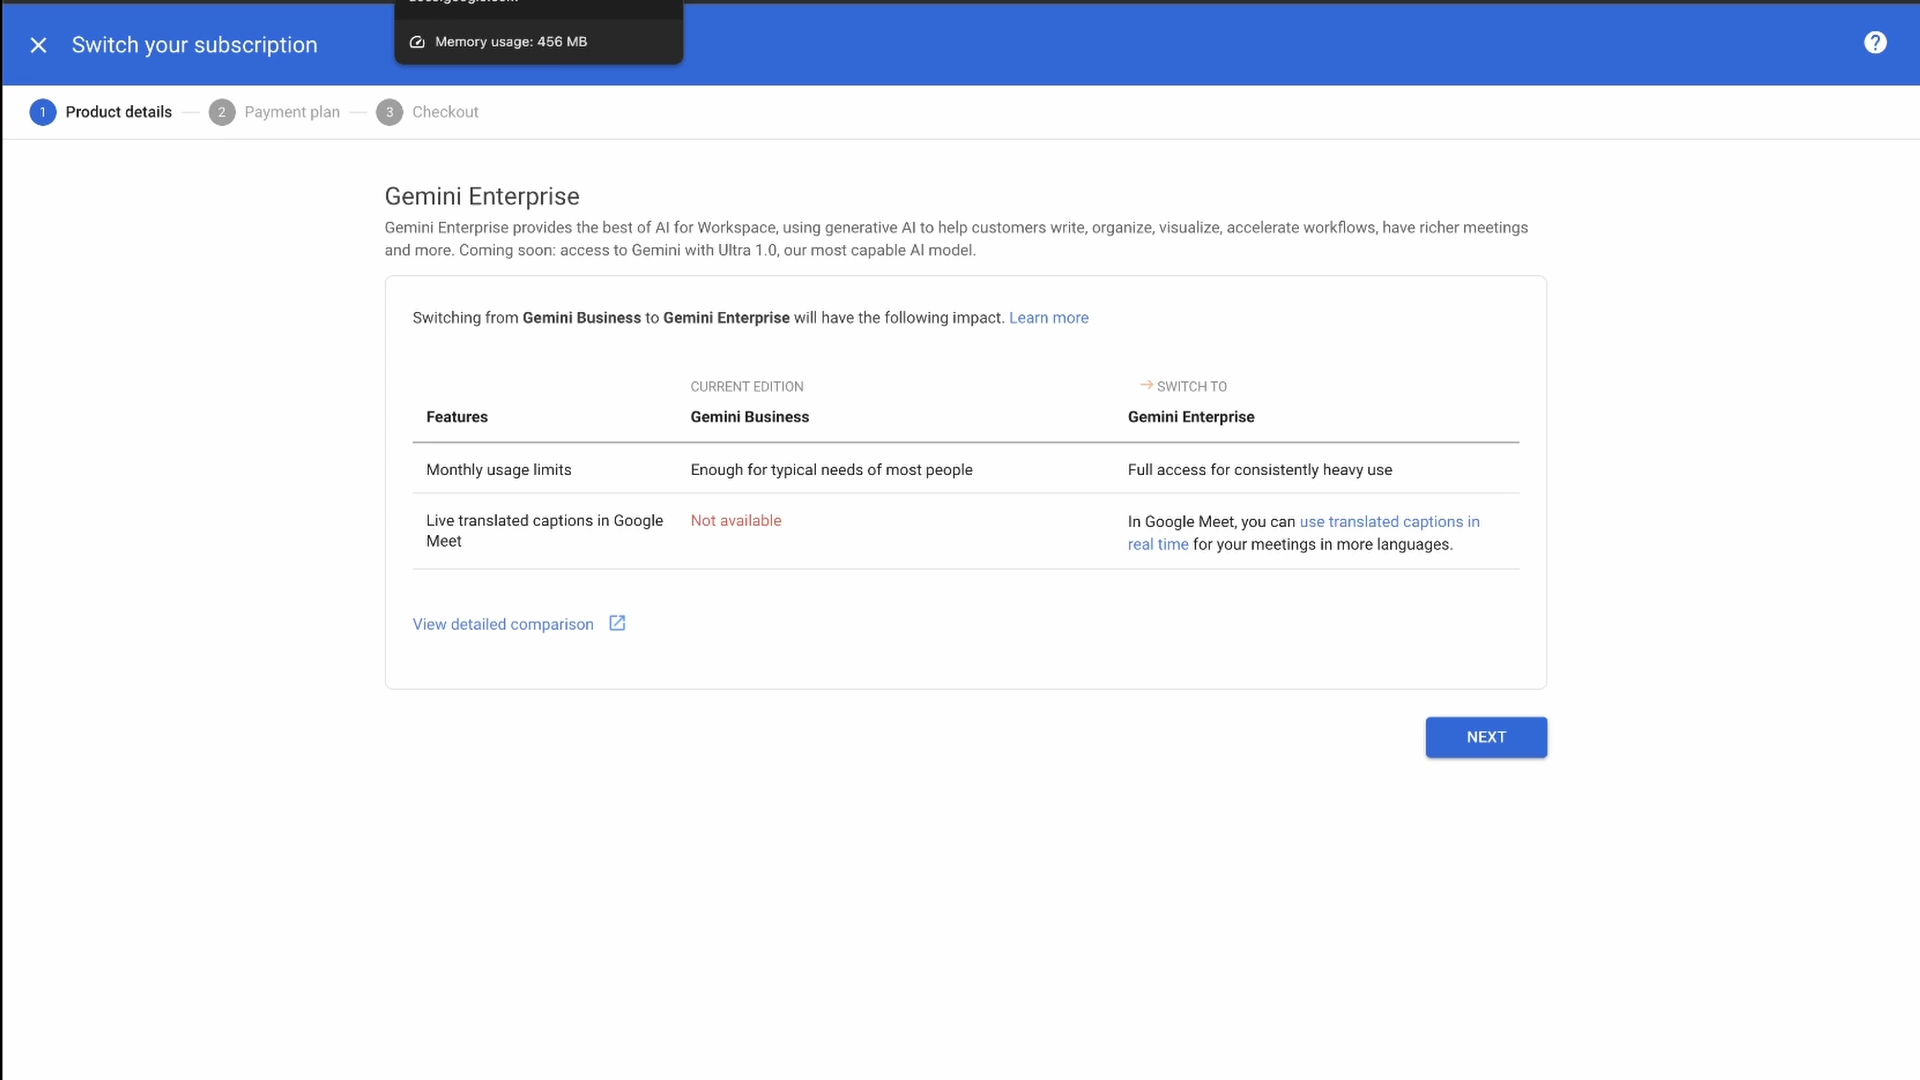 Memory usage: 456 MB
Switch your subscription
?
1 Product details
2 Payment plan
3 Checkout
Gemini Enterprise
Gemini Enterprise provides the best of AI for Workspace, using generative AI to help customers write, organize, visualize, accelerate workflows, have richer meetings
and more. Coming soon: access to Gemini with Ultra 1.0, our most capable AI model.
Switching from Gemini Business to Gemini Enterprise will have the following impact. Learn more
CURRENT EDITION
SWITCH TO
Features
Gemini Business
Gemini Enterprise
Monthly usage limits
Enough for typical needs of most people
Full access for consistently heavy use
Live translated captions in Google
Meet
Not available
In Google Meet, you can use translated captions in
real time for your meetings in more languages.
View detailed comparison
NEXT